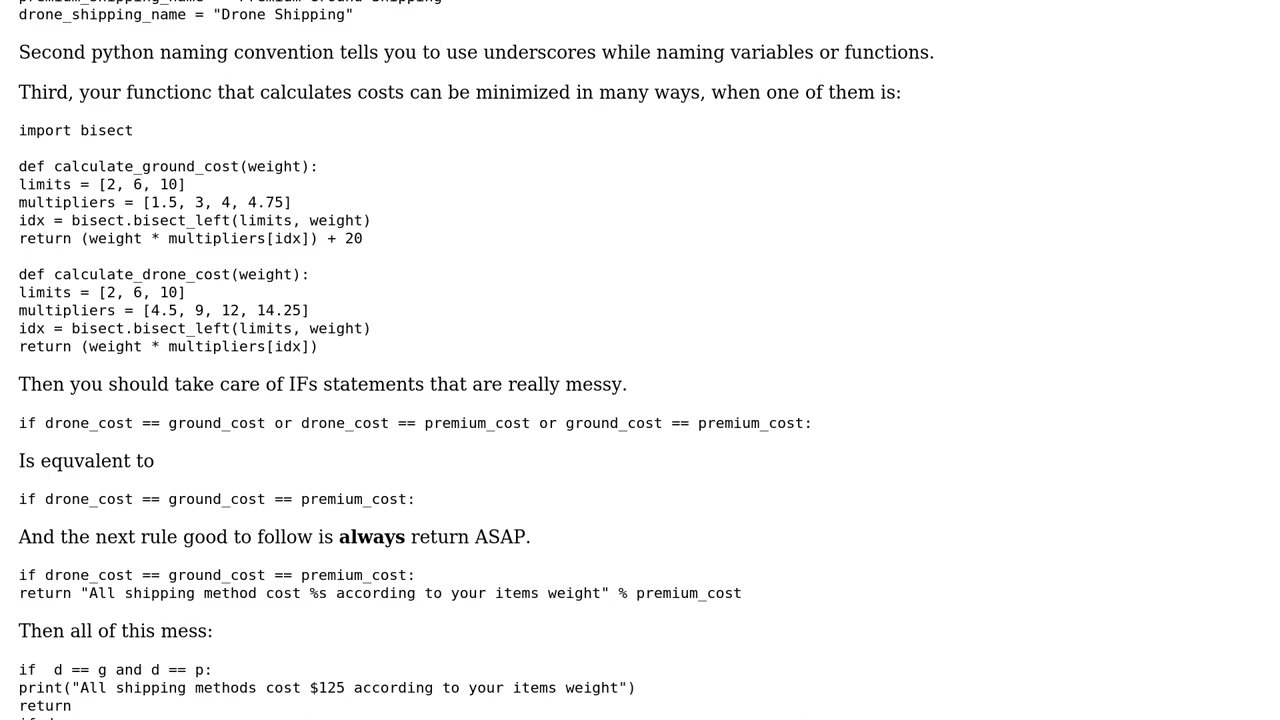 drone_shipping_name = "Drone Shipping"
Second python naming convention tells you to use underscores while naming variables or functions.
Third, your functionc that calculates costs can be minimized in many ways, when one of them is:
import bisect
def calculate_ground_cost(weight):
limits = [2, 6, 10]
multipliers = [1.5, 3, 4, 4.75]
idx = bisect.bisect_left(limits, weight)
return (weight * multipliers[idx]) + 20
def calculate_drone_cost(weight):
limits = [2, 6, 10]
multipliers = [4.5, 9, 12, 14.25]
idx = bisect.bisect_left(limits, weight)
return (weight * multipliers[idx])
Then you should take care of IFs statements that are really messy.
if drone_cost == ground_cost or drone_cost == premium_cost or ground_cost == premium_cost:
Is equvalent to
if drone_cost == ground_cost == premium_cost:
And the next rule good to follow is always return ASAP.
if drone_cost == ground_cost == premium_cost:
return "All shipping method cost %s according to your items weight" % premium_cost
Then all of this mess:
if  d == g and d == p:
print("All shipping methods cost $125 according to your items weight")
return